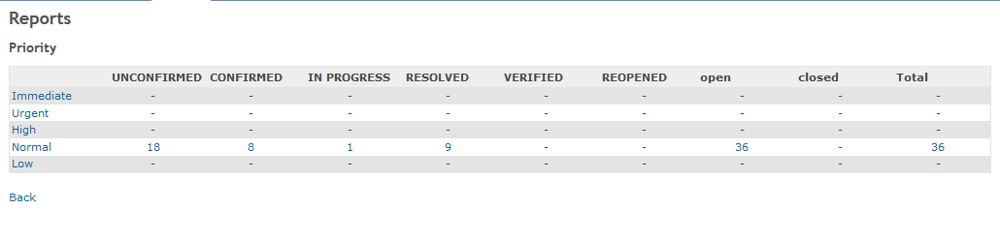 Reports
Priority
UNCONFIRMED CONFIRMED IN PROGRESS RESOLVED VERIFIED REOPENED open closed Total
Immediate - - - - - - - - -
Urgent - - - - - - - - -
High - - - - - - - - -
Normal 18 8 1 9 - - 36 - 36
Low - - - - - - - - -
Back